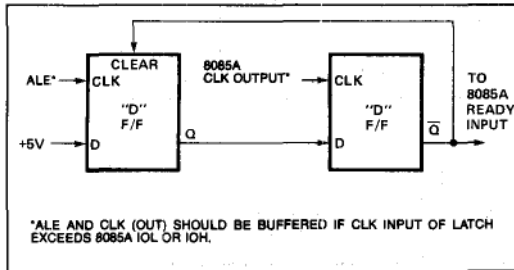 CLEAR
ALE*
CLK
"D"
F/F
+5V
D
Q
8085A
CLK OUTPUT*
CLK
"D"
F/F
D
Q̅
TO
8085A
READY
INPUT
*ALE AND CLK (OUT) SHOULD BE BUFFERED IF CLK INPUT OF LATCH
EXCEEDS 8085A IOL OR IOH.